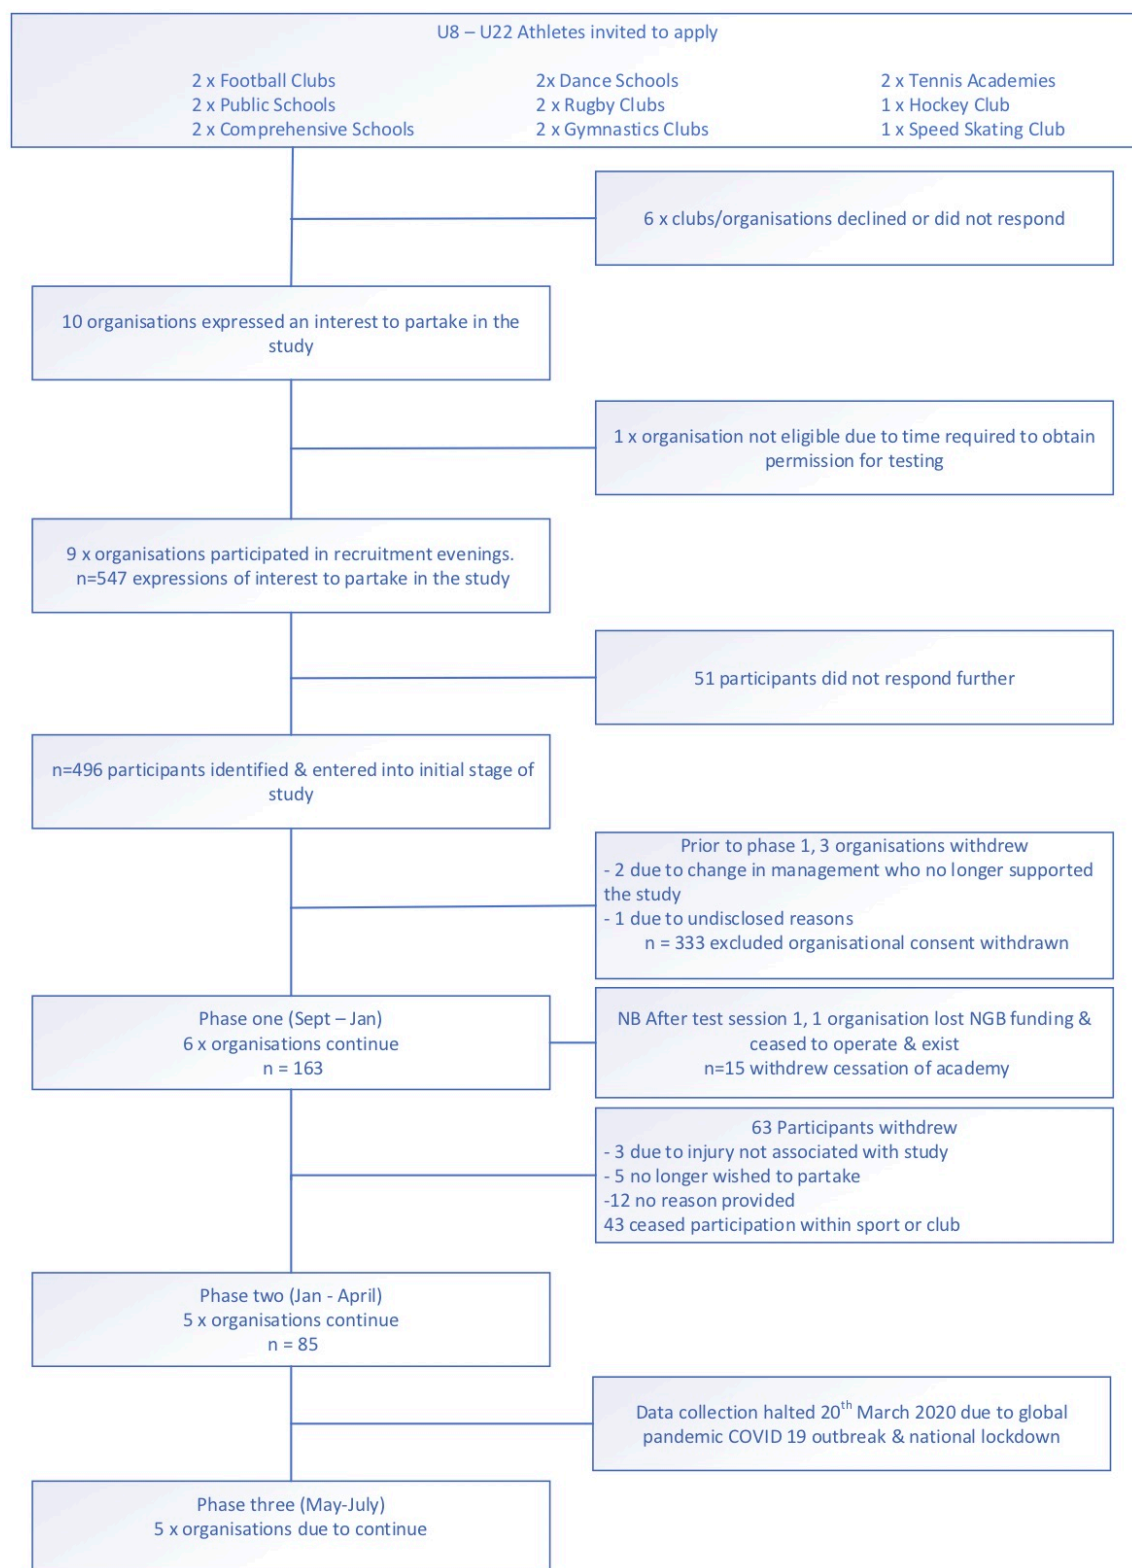 U8 – U22 Athletes invited to apply
2 x Football Clubs
2 x Public Schools
2 x Comprehensive Schools
2x Dance Schools
2 x Rugby Clubs
2 x Gymnastics Clubs
2 x Tennis Academies
1 x Hockey Club
1 x Speed Skating Club
6 x clubs/organisations declined or did not respond
10 organisations expressed an interest to partake in the
study
1 x organisation not eligible due to time required to obtain
permission for testing
9 x organisations participated in recruitment evenings.
n=547 expressions of interest to partake in the study
51 participants did not respond further
n=496 participants identified & entered into initial stage of
study
Prior to phase 1, 3 organisations withdrew
- 2 due to change in management who no longer supported
the study
- 1 due to undisclosed reasons
n = 333 excluded organisational consent withdrawn
Phase one (Sept – Jan)
6 x organisations continue
n = 163
NB After test session 1, 1 organisation lost NGB funding &
ceased to operate & exist
n=15 withdrew cessation of academy
63 Participants withdrew
- 3 due to injury not associated with study
- 5 no longer wished to partake
-12 no reason provided
43 ceased participation within sport or club
Phase two (Jan - April)
5 x organisations continue
n = 85
Data collection halted 20th March 2020 due to global
pandemic COVID 19 outbreak & national lockdown
Phase three (May-July)
5 x organisations due to continue